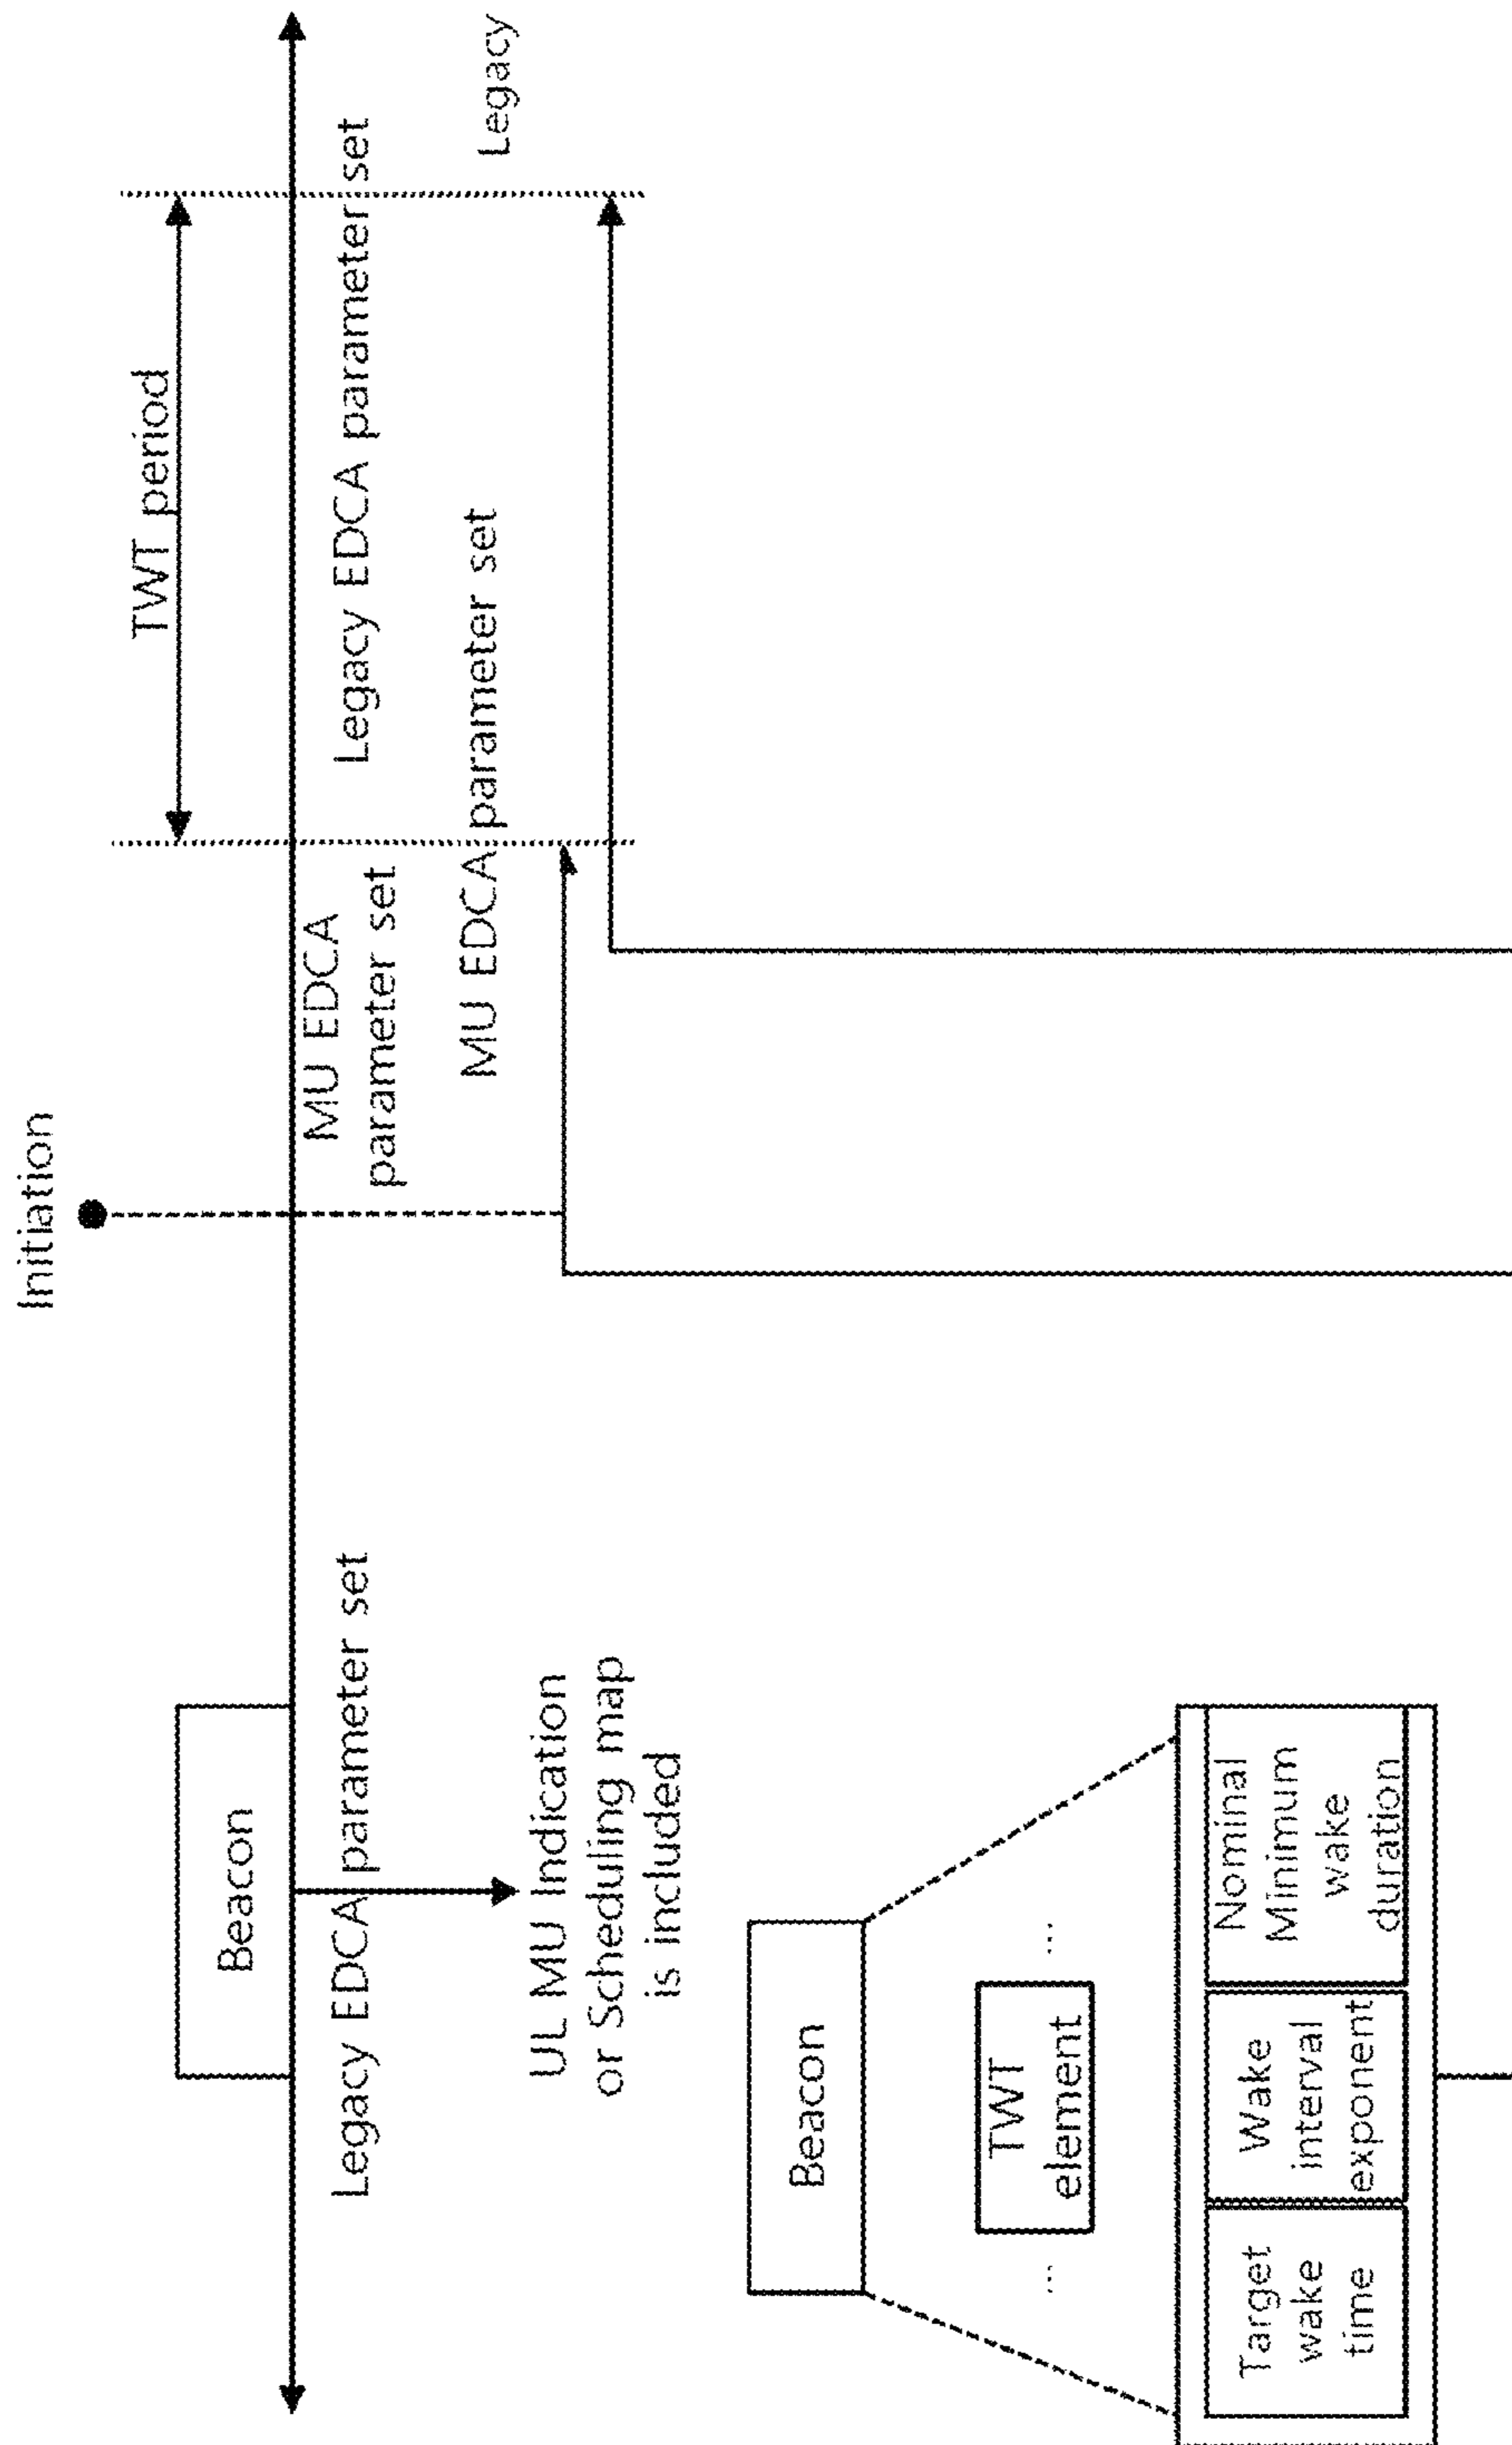 Initiation
TWT period
Beacon
Legacy EDCA parameter set
MU EDCA
parameter set
Legacy EDCA parameter set
MU EDCA parameter set
Legacy
UL MU Indication
or Scheduling map
is included
Beacon
...
TWT
element
...
Target
wake
time
Wake
interval
exponent
Nominal
Minimum
wake
duration